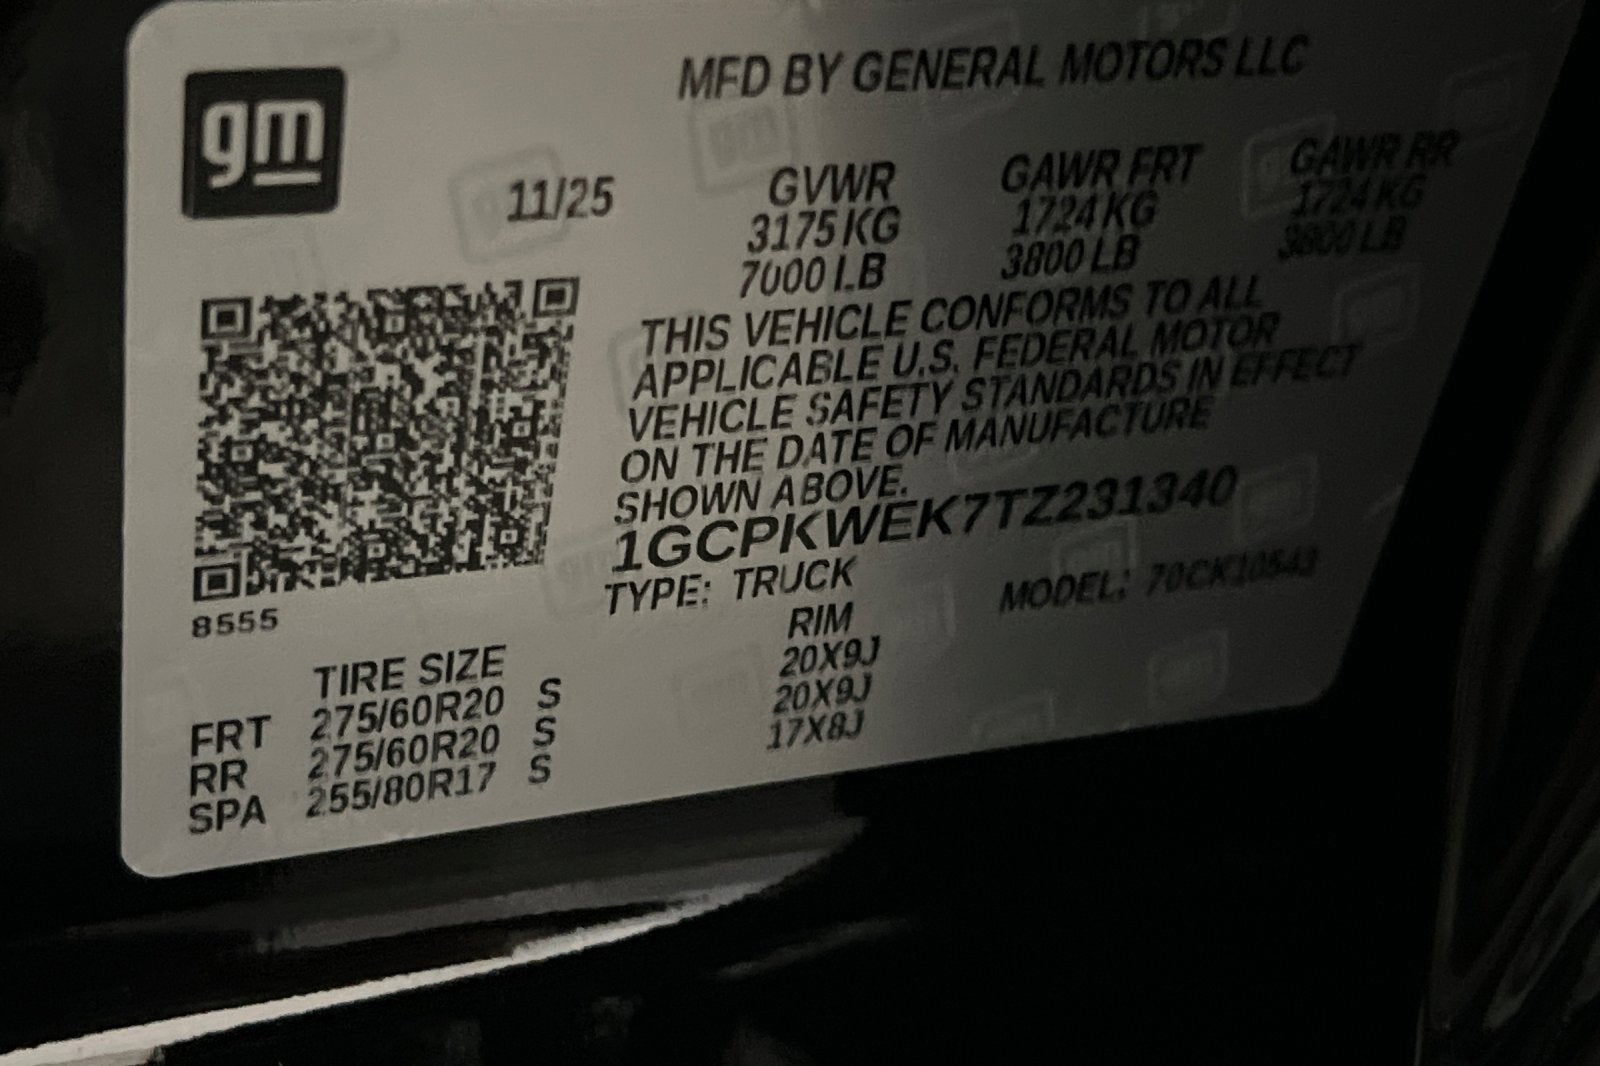 gm
MFD BY GENERAL MOTORS LLC
11/25
GVWR GAWR FRT GAWR RR
3175 KG 1724 KG 1724 KG
7000 LB 3800 LB 3800 LB
THIS VEHICLE CONFORMS TO ALL
APPLICABLE U.S. FEDERAL MOTOR
VEHICLE SAFETY STANDARDS IN EFFECT
ON THE DATE OF MANUFACTURE
SHOWN ABOVE.
1GCPKWEK7TZ231340
TYPE: TRUCK MODEL: 70CK10543
8555
TIRE SIZE RIM
FRT 275/60R20 S 20X9J
RR 275/60R20 S 20X9J
SPA 255/80R17 S 17X8J